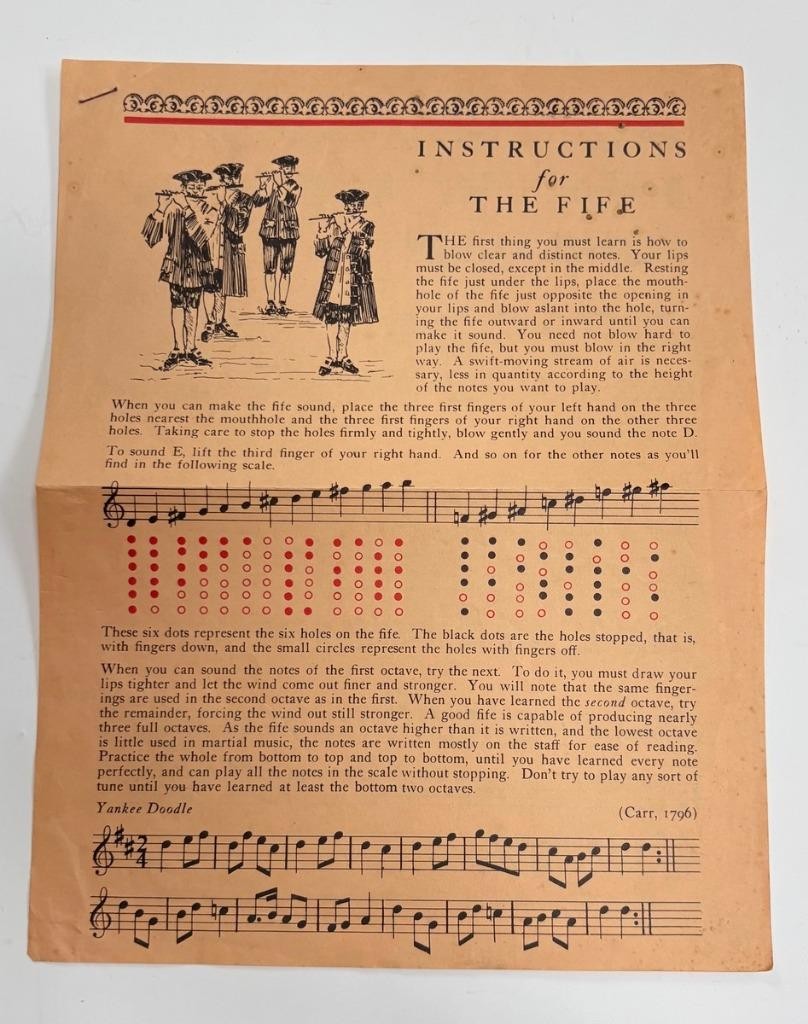 INSTRUCTIONS
for
THE FIFE
THE first thing you must learn is how to
blow clear and distinct notes. Your lips
must be closed, except in the middle. Resting
the fife just under the lips, place the mouth-
hole of the fife just opposite the opening in
your lips and blow aslant into the hole, turn-
ing the fife outward or inward until you can
make it sound. You need not blow hard to
play the fife, but you must blow in the right
way. A swift-moving stream of air is neces-
sary, less in quantity according to the height
of the notes you want to play.
When you can make the fife sound, place the three first fingers of your left hand on the three
holes nearest the mouthhole and the three first fingers of your right hand on the other three
holes. Taking care to stop the holes firmly and tightly, blow gently and you sound the note D.
To sound E, lift the third finger of your right hand. And so on for the other notes as you'll
find in the following scale.
These six dots represent the six holes on the fife. The black dots are the holes stopped, that is,
with fingers down, and the small circles represent the holes with fingers off.
When you can sound the notes of the first octave, try the next. To do it, you must draw your
lips tighter and let the wind come out finer and stronger. You will note that the same finger-
ings are used in the second octave as in the first. When you have learned the second octave, try
the remainder, forcing the wind out still stronger. A good fife is capable of producing nearly
three full octaves. As the fife sounds an octave higher than it is written, and the lowest octave
is little used in martial music, the notes are written mostly on the staff for ease of reading.
Practice the whole from bottom to top and top to bottom, until you have learned every note
perfectly, and can play all the notes in the scale without stopping. Don't try to play any sort of
tune until you have learned at least the bottom two octaves.
Yankee Doodle (Carr, 1796)
2
4